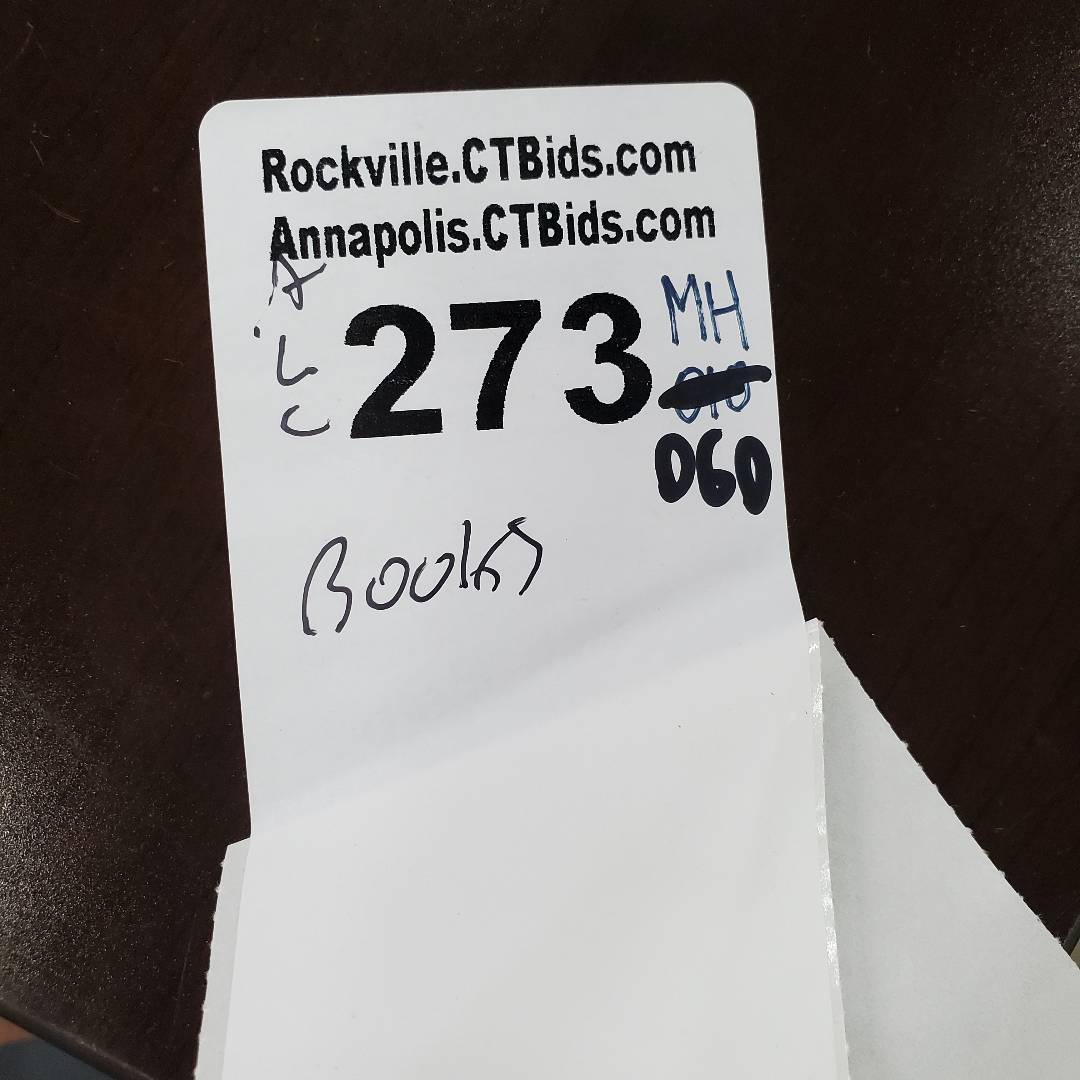 Rockville.CTBids.com
Annapolis.CTBids.com
273
MH
060
Books